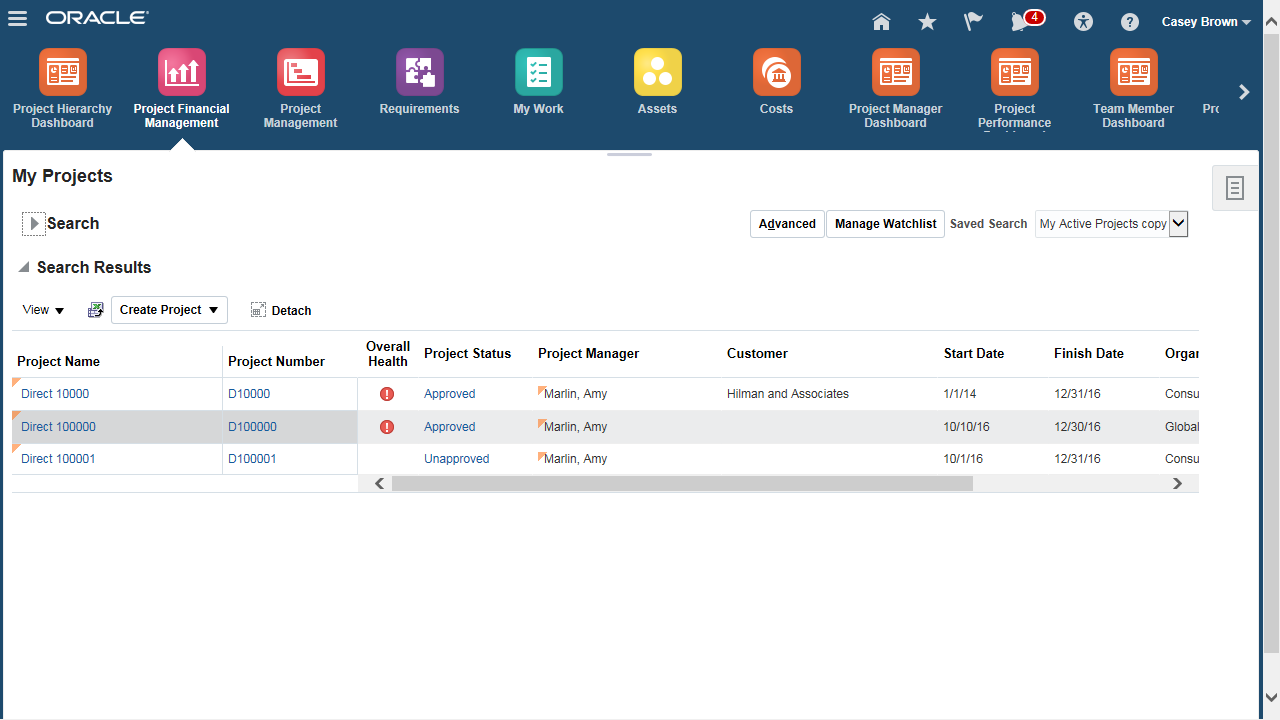 ORACLE
4
Casey Brown
Project Hierarchy
Dashboard
Project Financial
Management
Project
Management
Requirements
My Work
Assets
Costs
Project Manager
Dashboard
Project
Performance
Team Member
Dashboard
Pro
My Projects
Search
Advanced
Manage Watchlist
Saved Search
My Active Projects copy
Search Results
View
Create Project
Detach
Project Name
Project Number
Overall
Health
Project Status
Project Manager
Customer
Start Date
Finish Date
Organ
Direct 10000 D10000 Approved Marlin, Amy Hilman and Associates 1/1/14 12/31/16 Consu
Direct 100000 D100000 Approved Marlin, Amy 10/10/16 12/30/16 Global
Direct 100001 D100001 Unapproved Marlin, Amy 10/1/16 12/31/16 Consu